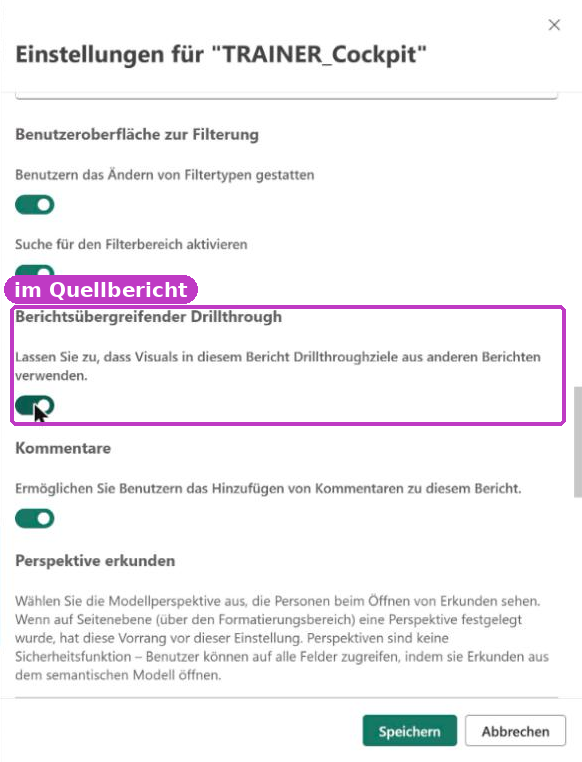 Einstellungen für "TRAINER_Cockpit"
Benutzeroberfläche zur Filterung
Benutzern das Ändern von Filtertypen gestatten
Suche für den Filterbereich aktivieren
im Quellbericht
Berichtsübergreifender Drillthrough
Lassen Sie zu, dass Visuals in diesem Bericht Drillthroughziele aus anderen Berichten
verwenden.
Kommentare
Ermöglichen Sie Benutzern das Hinzufügen von Kommentaren zu diesem Bericht.
Perspektive erkunden
Wählen Sie die Modellperspektive aus, die Personen beim Öffnen von Erkunden sehen.
Wenn auf Seitenebene (über den Formatierungsbereich) eine Perspektive festgelegt
wurde, hat diese Vorrang vor dieser Einstellung. Perspektiven sind keine
Sicherheitsfunktion – Benutzer können auf alle Felder zugreifen, indem sie Erkunden aus
dem semantischen Modell öffnen.
Speichern
Abbrechen